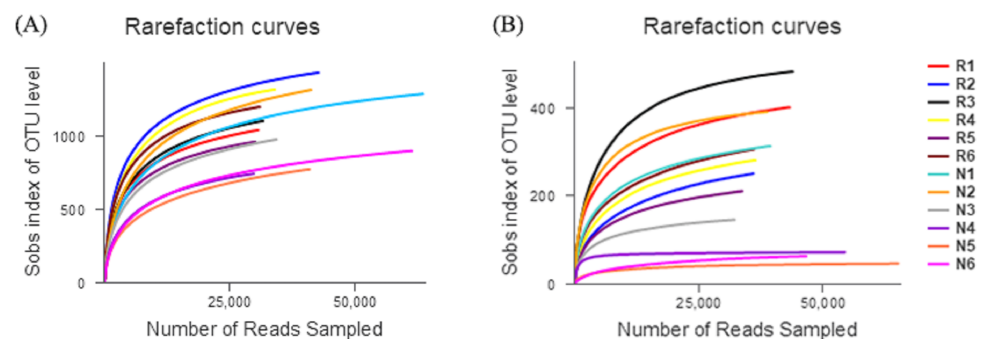 (A)
Rarefaction curves
Sobs index of OTU level
1000
500
0
25,000
50,000
Number of Reads Sampled
(B)
Rarefaction curves
Sobs index of OTU level
400
200
0
25,000
50,000
Number of Reads Sampled
R1
R2
R3
R4
R5
R6
N1
N2
N3
N4
N5
N6